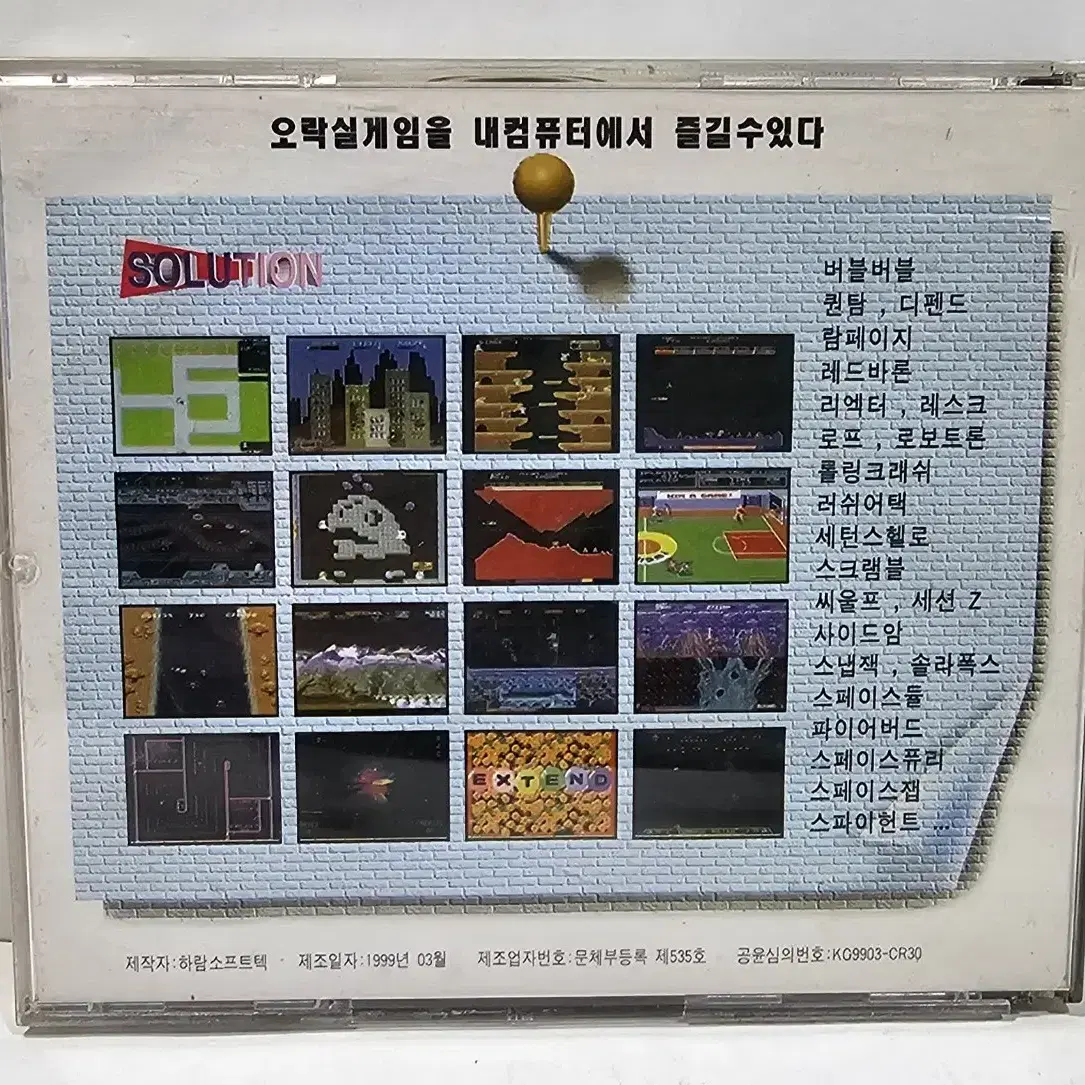 오락실게임을 내컴퓨터에서 즐길수있다
SOLUTION
버블버블
퀀탐 , 디펜드
람페이지
레드바론
리엑터 , 레스크
로프 , 로보트론
롤링크래쉬
러쉬어택
세턴스헬로
스크램블
씨울프 , 세션 Z
사이드암
스냅잭 , 솔라폭스
스페이스듈
파이어버드
스페이스퓨리
스페이스잽
스파이헌트 ....
EXTEND
제작자:하람소프트텍 · 제조일자:1999년 03월 제조업자번호:문체부등록 제535호 · 공윤심의번호:KG9903-CR30